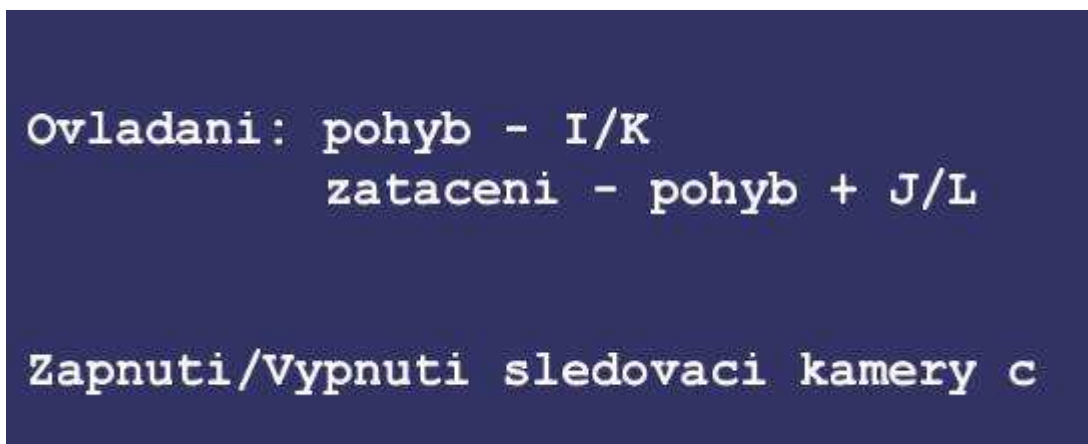 Ovladani: pohyb - I/K
zataceni - pohyb + J/L
Zapnuti/Vypnuti sledovaci kamery c